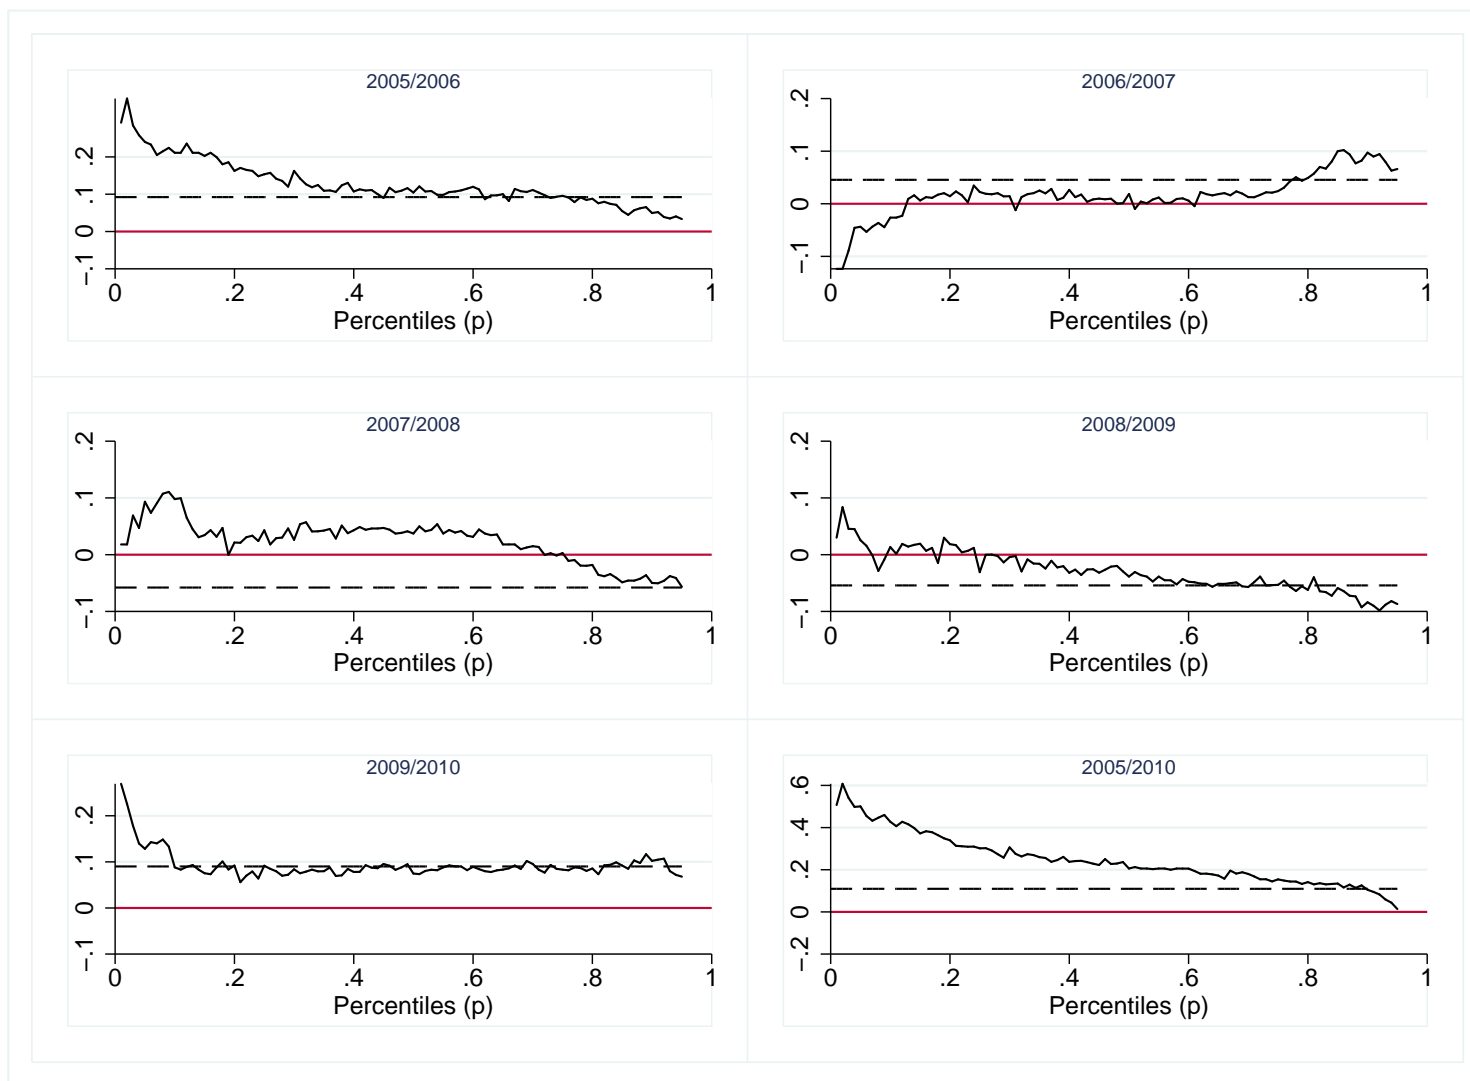 2005/2006
.2
.1
0
−.1
0 .2 .4 .6 .8 1
Percentiles (p)
2006/2007
.2
.1
0
−.1
0 .2 .4 .6 .8 1
Percentiles (p)
2007/2008
.2
.1
0
−.1
0 .2 .4 .6 .8 1
Percentiles (p)
2008/2009
.2
.1
0
−.1
0 .2 .4 .6 .8 1
Percentiles (p)
2009/2010
.2
.1
0
−.1
0 .2 .4 .6 .8 1
Percentiles (p)
2005/2010
.6
.4
.2
0
−.2
0 .2 .4 .6 .8 1
Percentiles (p)